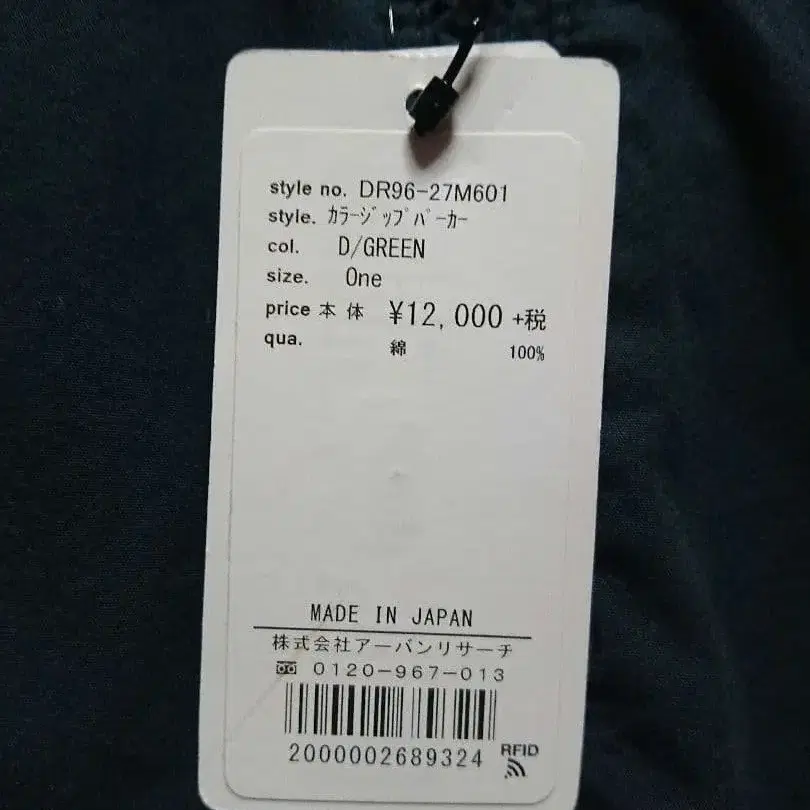 style no. DR96-27M601
style. ｶﾗｰｼﾞｯﾌﾟﾊﾟｰｶｰ
col. D/GREEN
size. One
price 本体 ¥12,000 +税
qua. 綿 100%
MADE IN JAPAN
株式会社アーバンリサーチ
0120-967-013
2000002689324
RFID